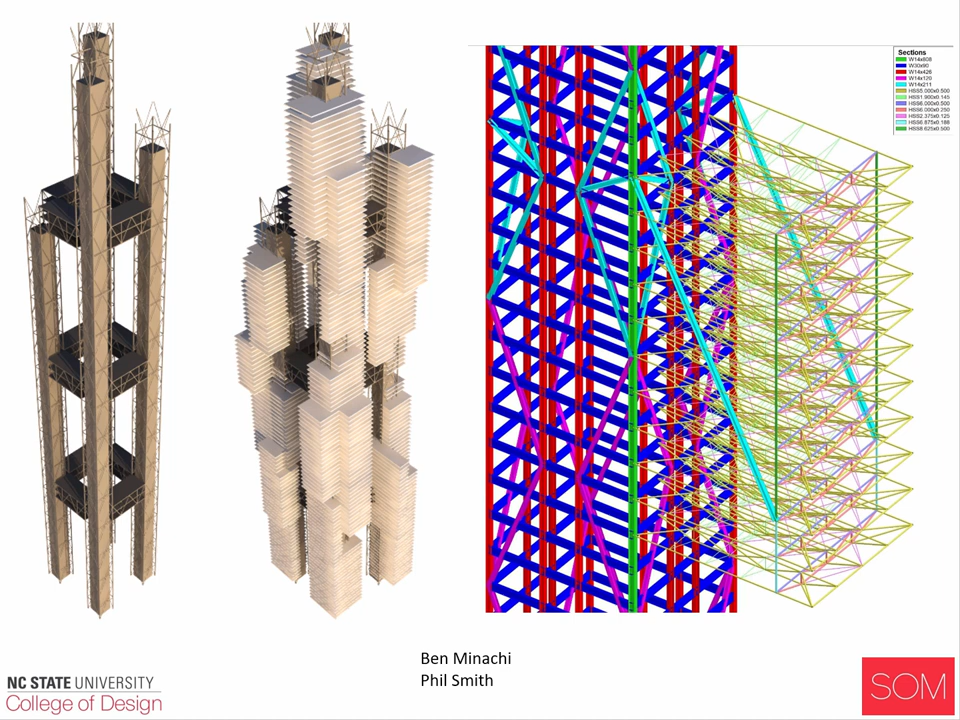 Sections
W14x808
W30x90
W14x426
W14x120
W14x211
HSS5.000x0.500
HSS1.900x0.145
HSS6.000x0.500
HSS6.000x0.250
HSS2.375x0.125
HSS6.875x0.188
HSS8.625x0.500
Ben Minachi
Phil Smith
NC STATE UNIVERSITY
College of Design
SOM